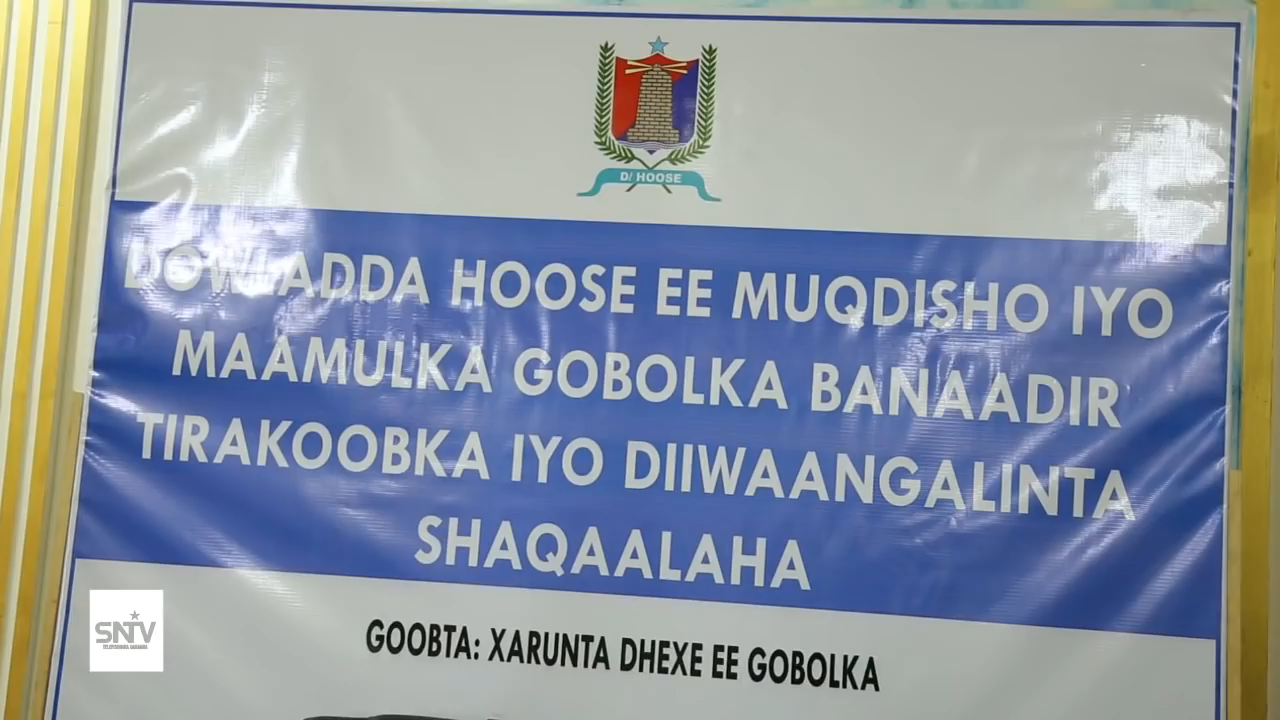 D/ HOOSE
DOWLADDA HOOSE EE MUQDISHO IYO
MAAMULKA GOBOLKA BANAADIR
TIRAKOOBKA IYO DIIWAANGALINTA
SHAQAALAHA
GOOBTA: XARUNTA DHEXE EE GOBOLKA
SNTV